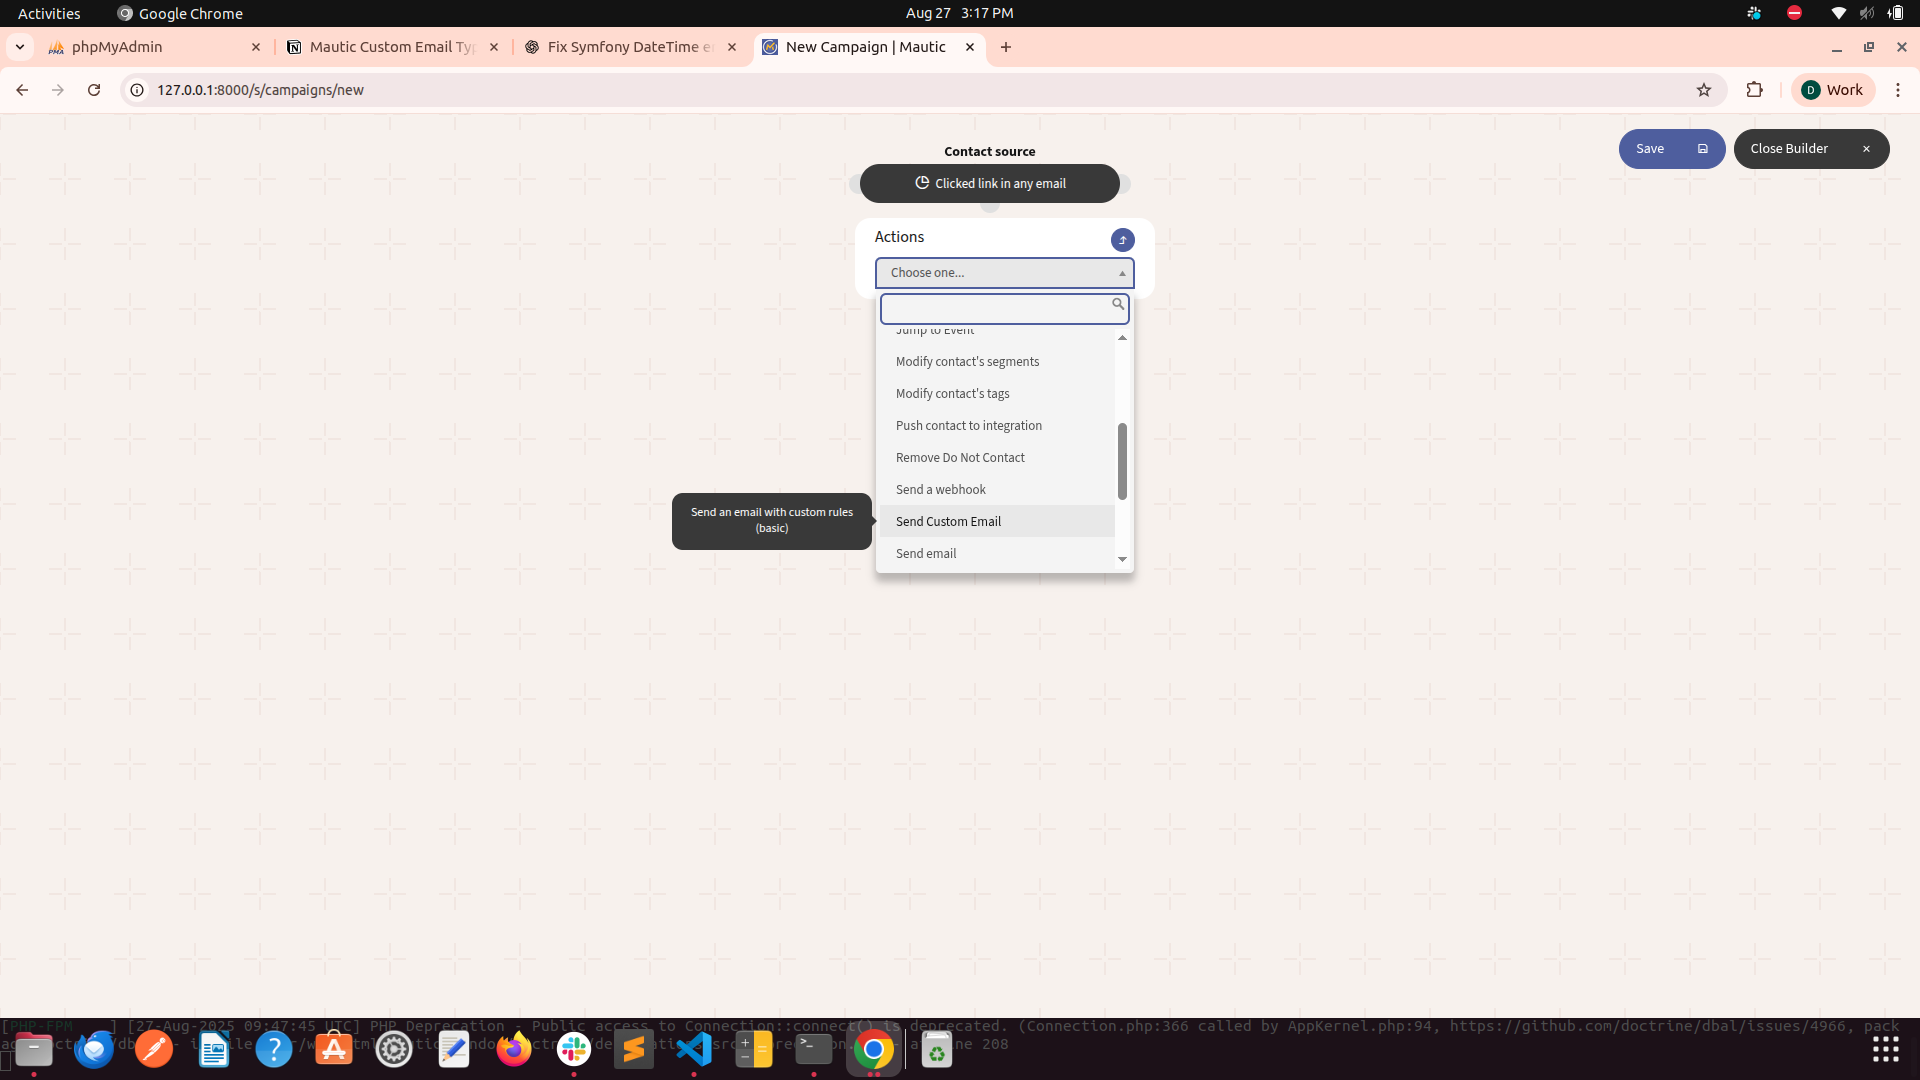 Activities
Google Chrome
Aug 27 3:17 PM
phpMyAdmin
Mautic Custom Email Typ
Fix Symfony DateTime e
New Campaign | Mautic
127.0.0.1:8000/s/campaigns/new
D
Work
Contact source
Clicked link in any email
Save
Close Builder
Actions
Choose one...
Jump to Event
Modify contact's segments
Modify contact's tags
Push contact to integration
Remove Do Not Contact
Send a webhook
Send Custom Email
Send email
Send an email with custom rules
(basic)
[PHP-FPM ] [27-Aug-2025 09:47:45 UTC] PHP Deprecation - Public access to Connection::connect() is deprecated. (Connection.php:366 called by AppKernel.php:94, https://github.com/doctrine/dbal/issues/4966, pack
line 208